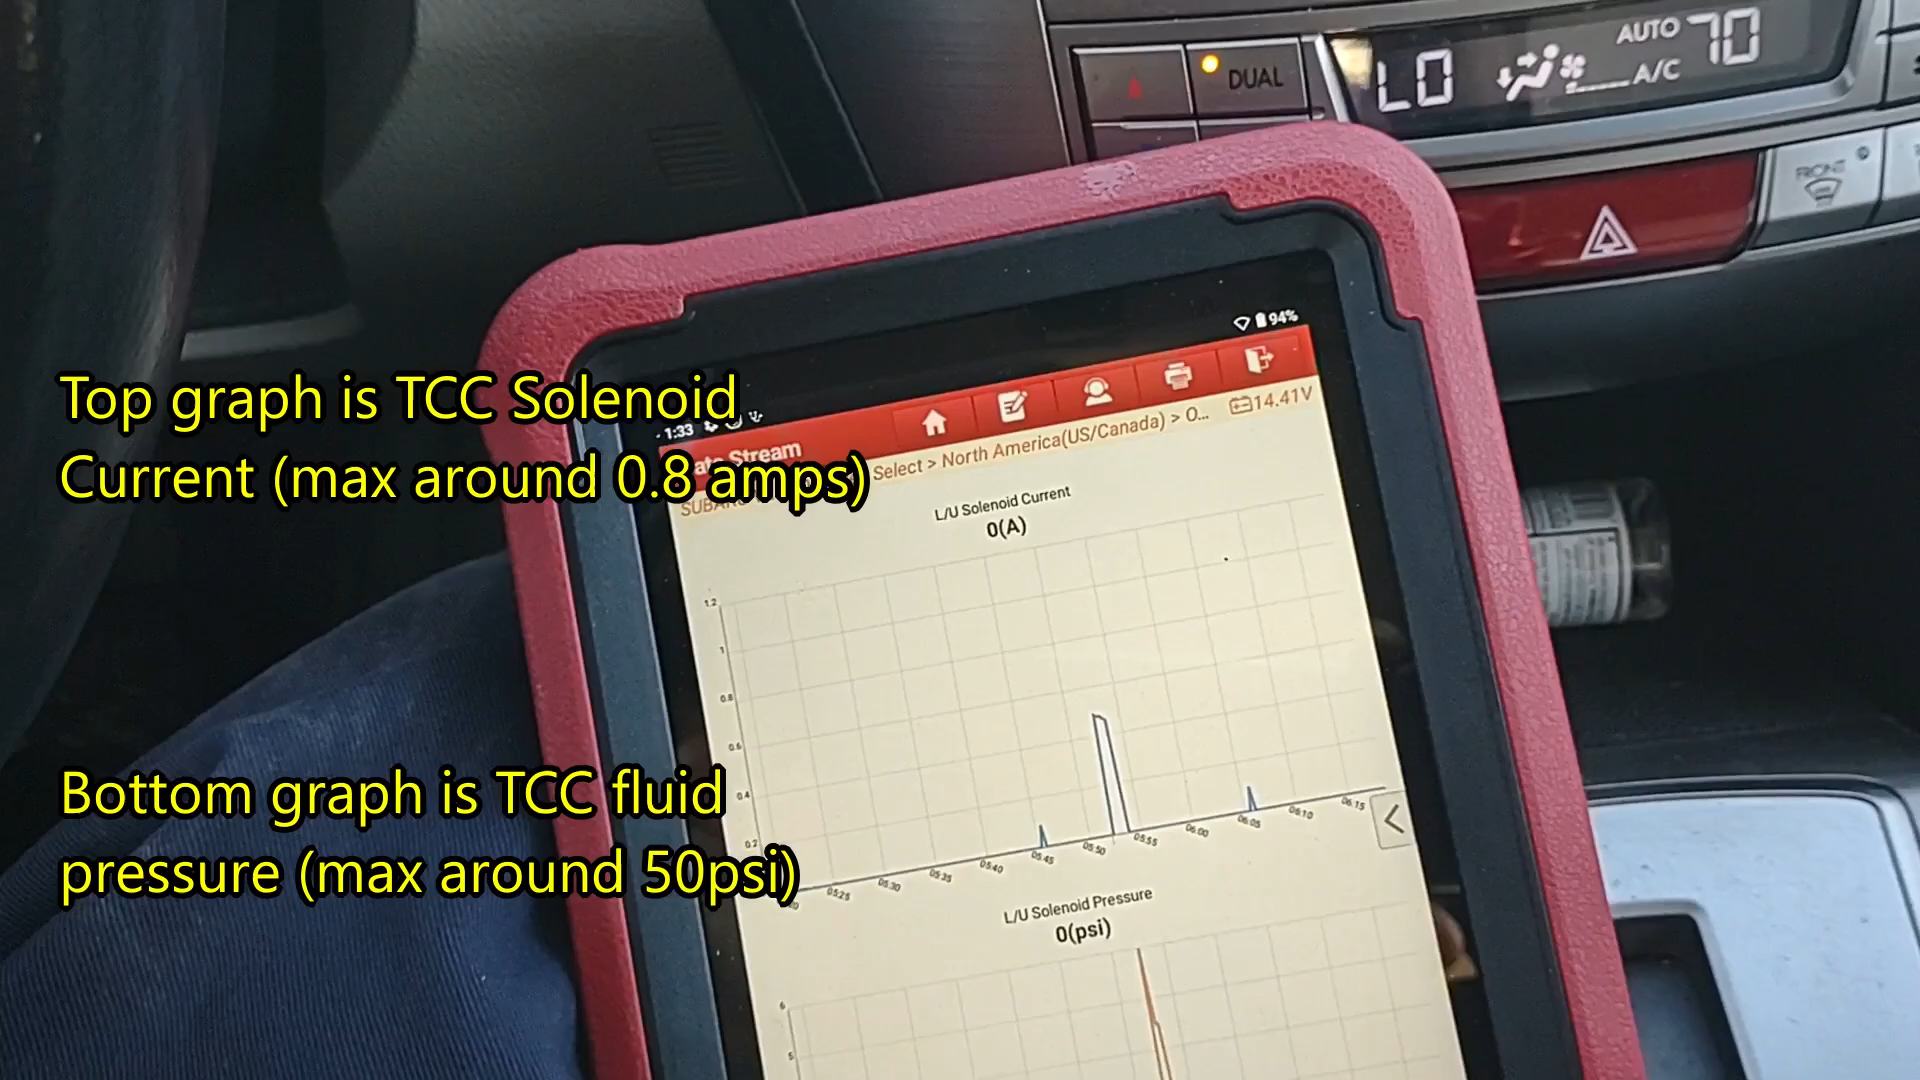 AUTO 70
LO
A/C
DUAL
FRONT
94%
1:33
Stream
14.41V
Select > North America(US/Canada) > O...
Top graph is TCC Solenoid
Current (max around 0.8 amps)
L/U Solenoid Current
0(A)
1.2
1
0.8
0.6
0.4
0.2
05:25
05:30
05:35
05:40
05:45
05:50
05:55
06:00
06:05
06:10
06:15
Bottom graph is TCC fluid
pressure (max around 50psi)
L/U Solenoid Pressure
0(psi)
6
5